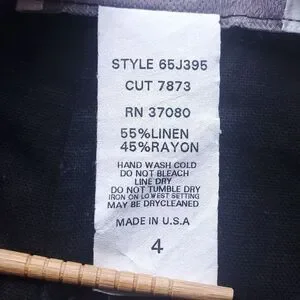 STYLE 65J395
CUT 7873
RN 37080
55%LINEN
45%RAYON
HAND WASH COLD
DO NOT BLEACH
LINE DRY
DO NOT TUMBLE DRY
IRON ON LOWEST SETTING
MAY BE DRYCLEANED
MADE IN U.S.A
4